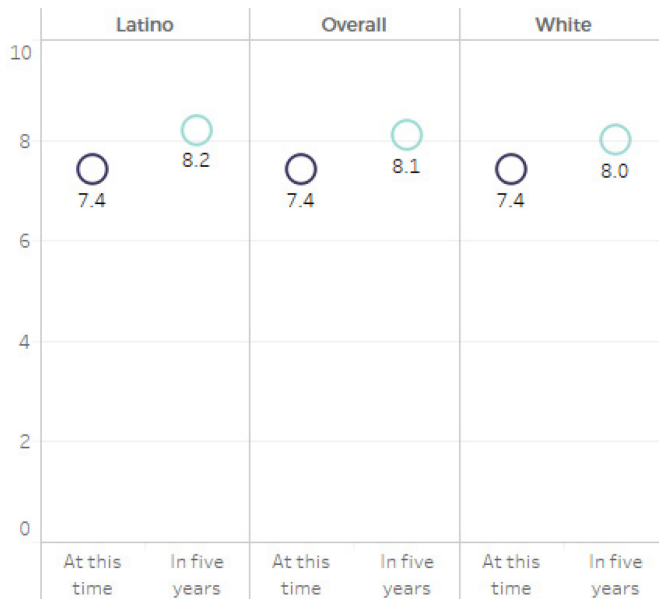 Latino Overall White
10
8
6
4
2
0
8.2 8.1 8.0
7.4 7.4 7.4
At this time In five years At this time In five years At this time In five years